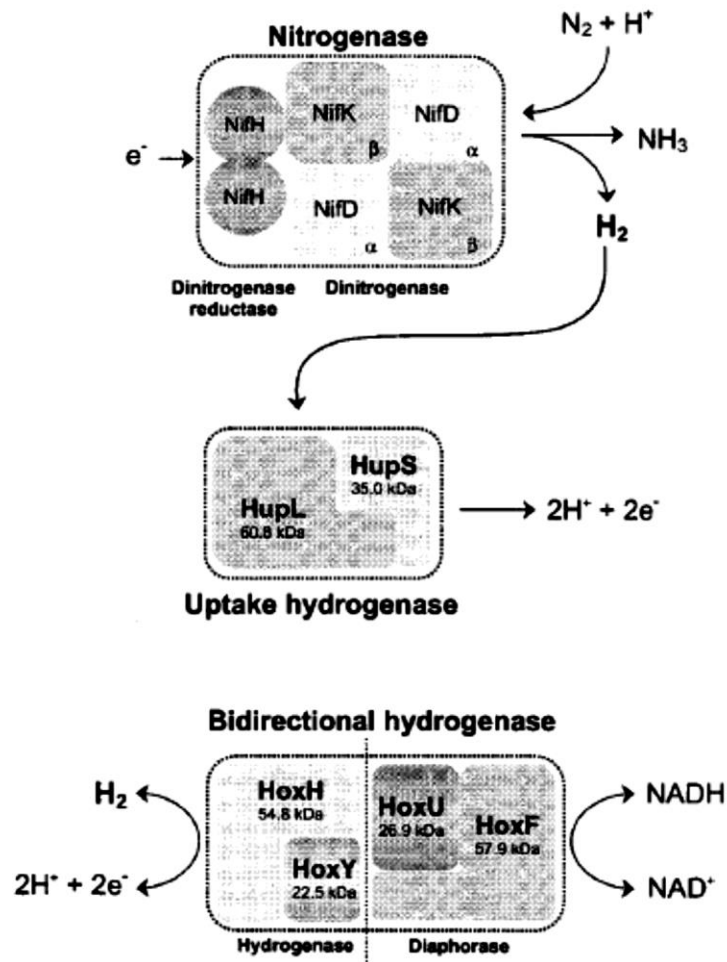 Nitrogenase
N₂ + H⁺
NifH
NifK
β
NifD
α
e⁻
NH₃
NifH
NifD
α
NifK
β
H₂
Dinitrogenase
reductase
Dinitrogenase
HupS
35.0 kDa
HupL
60.8 kDa
2H⁺ + 2e⁻
Uptake hydrogenase
Bidirectional hydrogenase
H₂
HoxH
54.8 kDa
HoxU
26.9 kDa
HoxF
57.9 kDa
NADH
HoxY
22.5 kDa
2H⁺ + 2e⁻
NAD⁺
Hydrogenase
Diaphorase